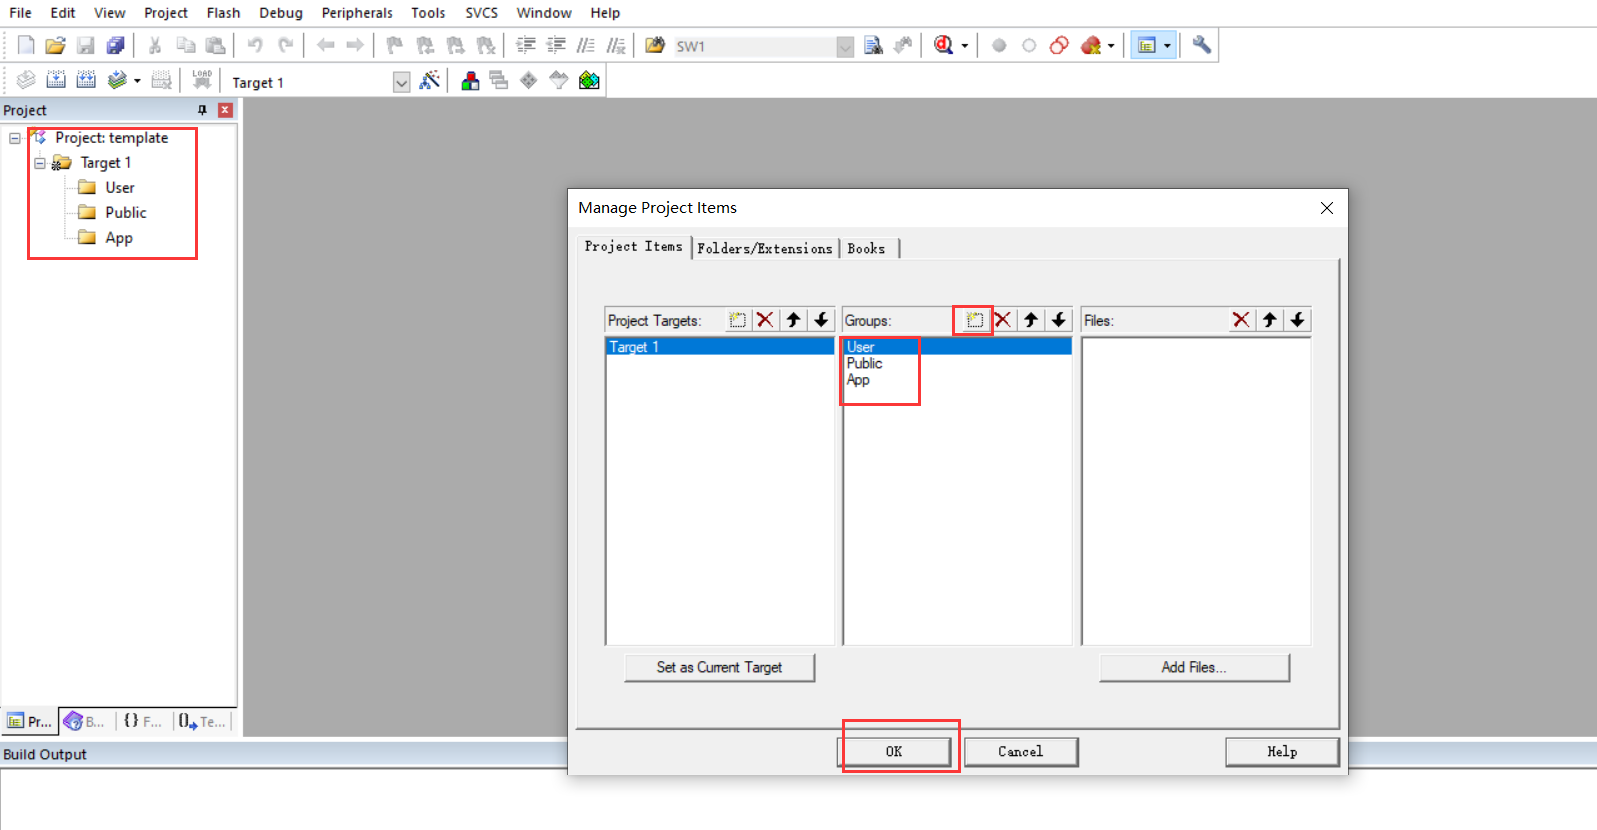 File Edit View Project Flash Debug Peripherals Tools SVCS Window Help
SW1
LOAD Target 1
Project
Project: template
Target 1
User
Public
App
Manage Project Items
Project Items Folders/Extensions Books
Project Targets: Groups: Files:
Target 1
User
Public
App
Set as Current Target Add Files...
OK Cancel Help
Pr... B... {} F... Te...
Build Output